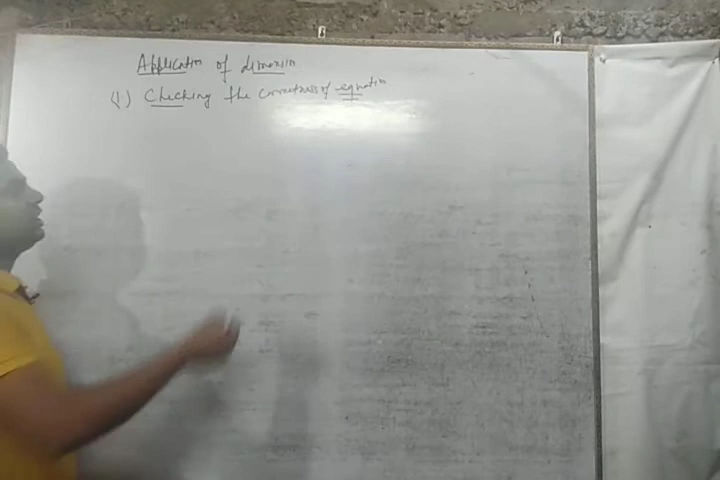 Application of dimension
(1) Checking the correctness of equation